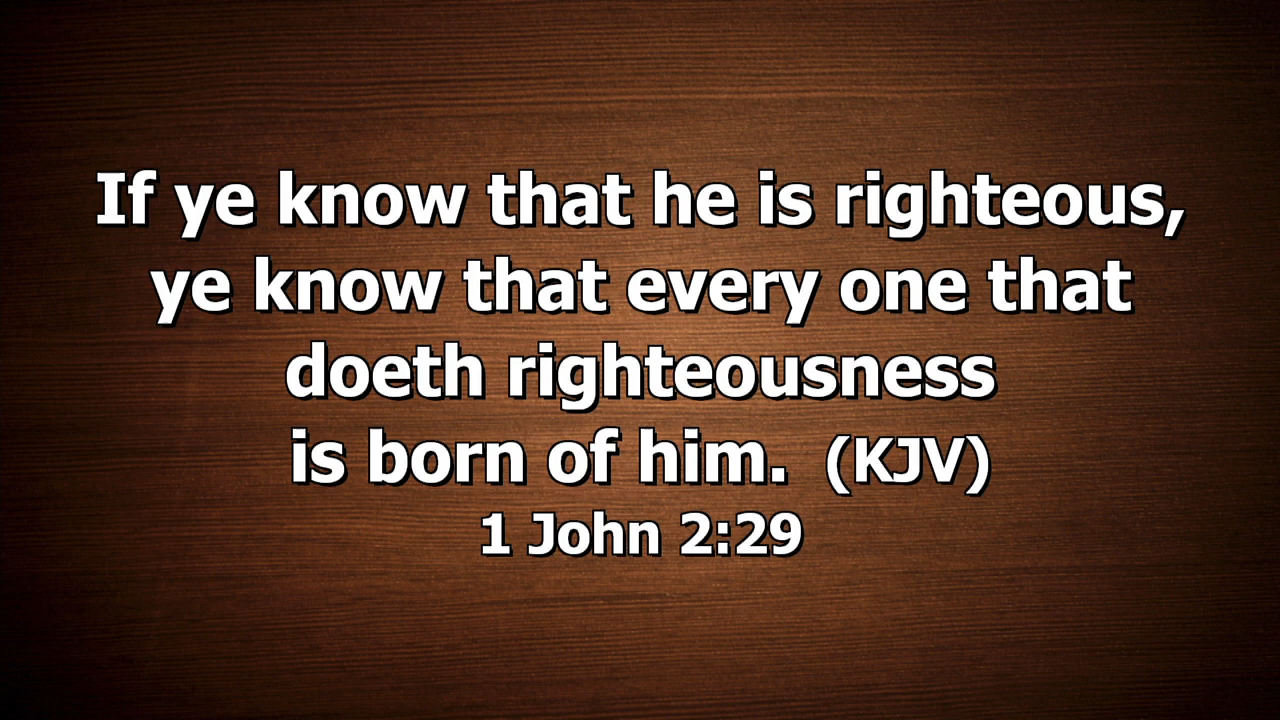 If ye know that he is righteous,
ye know that every one that
doeth righteousness
is born of him. (KJV)
1 John 2:29